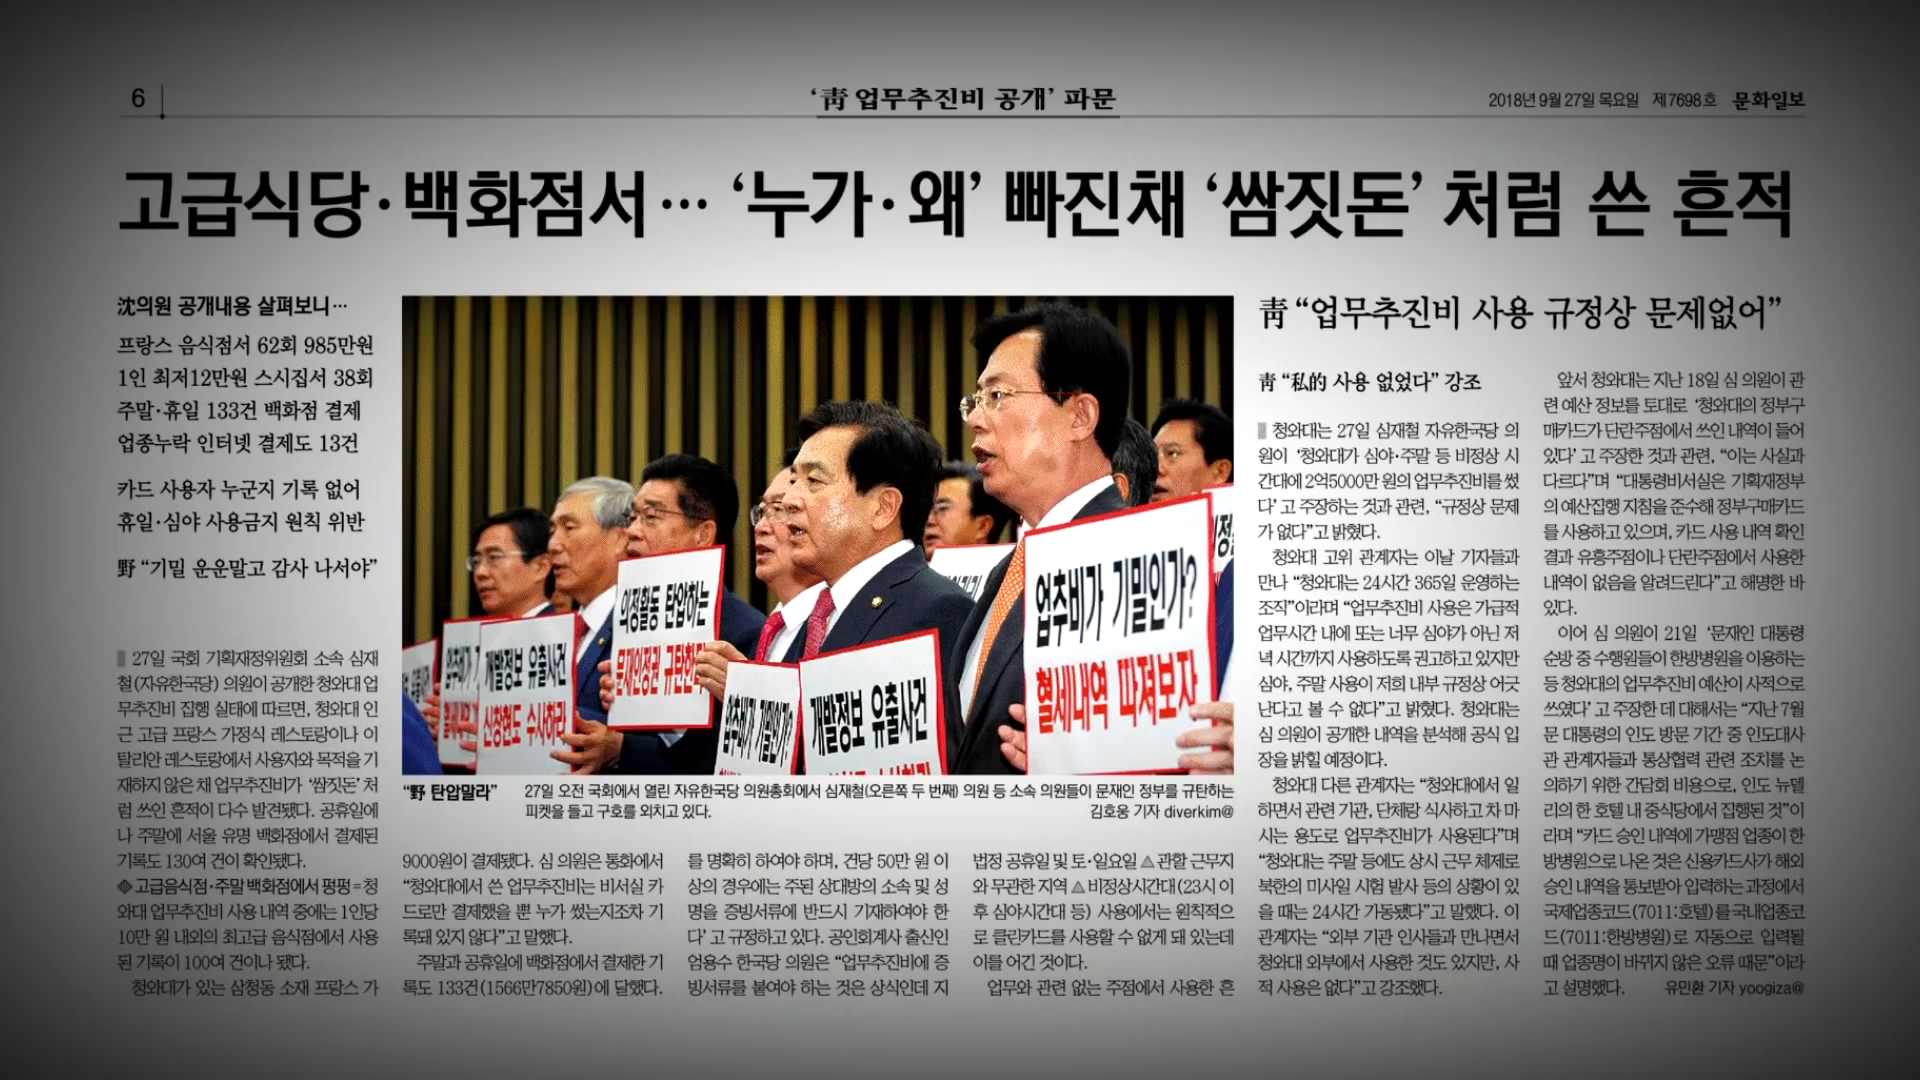 6
‘靑 업무추진비 공개’ 파문
2018년 9월 27일 목요일 제7698호 문화일보
고급식당·백화점서… ‘누가·왜’ 빠진채 ‘쌈짓돈’ 처럼 쓴 흔적
沈의원 공개내용 살펴보니…
프랑스 음식점서 62회 985만원
1인 최저12만원 스시집서 38회
주말·휴일 133건 백화점 결제
업종누락 인터넷 결제도 13건
카드 사용자 누군지 기록 없어
휴일·심야 사용금지 원칙 위반
野 “기밀 운운말고 감사 나서야”
27일 국회 기획재정위원회 소속 심재
철(자유한국당) 의원이 공개한 청와대 업
무추진비 집행 실태에 따르면, 청와대 인
근 고급 프랑스 가정식 레스토랑이나 이
탈리안 레스토랑에서 사용자와 목적을 기
재하지 않은 채 업무추진비가 ‘쌈짓돈’ 처
럼 쓰인 흔적이 다수 발견됐다. 공휴일에
나 주말에 서울 유명 백화점에서 결제된
기록도 130여 건이 확인됐다.
◈고급음식점·주말 백화점에서 펑펑=청
와대 업무추진비 사용 내역 중에는 1인당
10만 원 내외의 최고급 음식점에서 사용
된 기록이 100여 건이나 됐다.
청와대가 있는 삼청동 소재 프랑스 가
의정활동 탄압하는
문재인정권 규탄한다
업추비가 기밀인가?
혈세내역 따져보자
개발정보 유출사건
신창현도 수사하라
업추비가 기밀인가?
개발정보 유출사건
“野 탄압말라”
27일 오전 국회에서 열린 자유한국당 의원총회에서 심재철(오른쪽 두 번째) 의원 등 소속 의원들이 문재인 정부를 규탄하는
피켓을 들고 구호를 외치고 있다.
김호웅 기자 diverkim@
9000원이 결제됐다. 심 의원은 통화에서
“청와대에서 쓴 업무추진비는 비서실 카
드로만 결제했을 뿐 누가 썼는지조차 기
록돼 있지 않다”고 말했다.
주말과 공휴일에 백화점에서 결제한 기
록도 133건(1566만7850원)에 달했다.
를 명확히 하여야 하며, 건당 50만 원 이
상의 경우에는 주된 상대방의 소속 및 성
명을 증빙서류에 반드시 기재하여야 한
다’ 고 규정하고 있다. 공인회계사 출신인
엄용수 한국당 의원은 “업무추진비에 증
빙서류를 붙여야 하는 것은 상식인데 지
법정 공휴일 및 토·일요일 △관할 근무지
와 무관한 지역 △비정상시간대(23시 이
후 심야시간대 등) 사용에서는 원칙적으
로 클린카드를 사용할 수 없게 돼 있는데
이를 어긴 것이다.
업무와 관련 없는 주점에서 사용한 흔
靑 “업무추진비 사용 규정상 문제없어”
靑 “私的 사용 없었다” 강조
청와대는 27일 심재철 자유한국당 의
원이 ‘청와대가 심야·주말 등 비정상 시
간대에 2억5000만 원의 업무추진비를 썼
다’ 고 주장하는 것과 관련, “규정상 문제
가 없다”고 밝혔다.
청와대 고위 관계자는 이날 기자들과
만나 “청와대는 24시간 365일 운영하는
조직”이라며 “업무추진비 사용은 가급적
업무시간 내에 또는 너무 심야가 아닌 저
녁 시간까지 사용하도록 권고하고 있지만
심야, 주말 사용이 저희 내부 규정상 어긋
난다고 볼 수 없다”고 밝혔다. 청와대는
심 의원이 공개한 내역을 분석해 공식 입
장을 밝힐 예정이다.
청와대 다른 관계자는 “청와대에서 일
하면서 관련 기관, 단체랑 식사하고 차 마
시는 용도로 업무추진비가 사용된다”며
“청와대는 주말 등에도 상시 근무 체제로
북한의 미사일 시험 발사 등의 상황이 있
을 때는 24시간 가동됐다”고 말했다. 이
관계자는 “외부 기관 인사들과 만나면서
청와대 외부에서 사용한 것도 있지만, 사
적 사용은 없다”고 강조했다.
앞서 청와대는 지난 18일 심 의원이 관
련 예산 정보를 토대로 ‘청와대의 정부구
매카드가 단란주점에서 쓰인 내역이 들어
있다’ 고 주장한 것과 관련, “이는 사실과
다르다”며 “대통령비서실은 기획재정부
의 예산집행 지침을 준수해 정부구매카드
를 사용하고 있으며, 카드 사용 내역 확인
결과 유흥주점이나 단란주점에서 사용한
내역이 없음을 알려드린다”고 해명한 바
있다.
이어 심 의원이 21일 ‘문재인 대통령
순방 중 수행원들이 한방병원을 이용하는
등 청와대의 업무추진비 예산이 사적으로
쓰였다’ 고 주장한 데 대해서는 “지난 7월
문 대통령의 인도 방문 기간 중 인도대사
관 관계자들과 통상협력 관련 조치를 논
의하기 위한 간담회 비용으로, 인도 뉴델
리의 한 호텔 내 중식당에서 집행된 것”이
라며 “카드 승인 내역에 가맹점 업종이 한
방병원으로 나온 것은 신용카드사가 해외
승인 내역을 통보받아 입력하는 과정에서
국제업종코드(7011:호텔)를 국내업종코
드(7011:한방병원)로 자동으로 입력될
때 업종명이 바뀌지 않은 오류 때문”이라
고 설명했다.
유민환 기자 yoogiza@